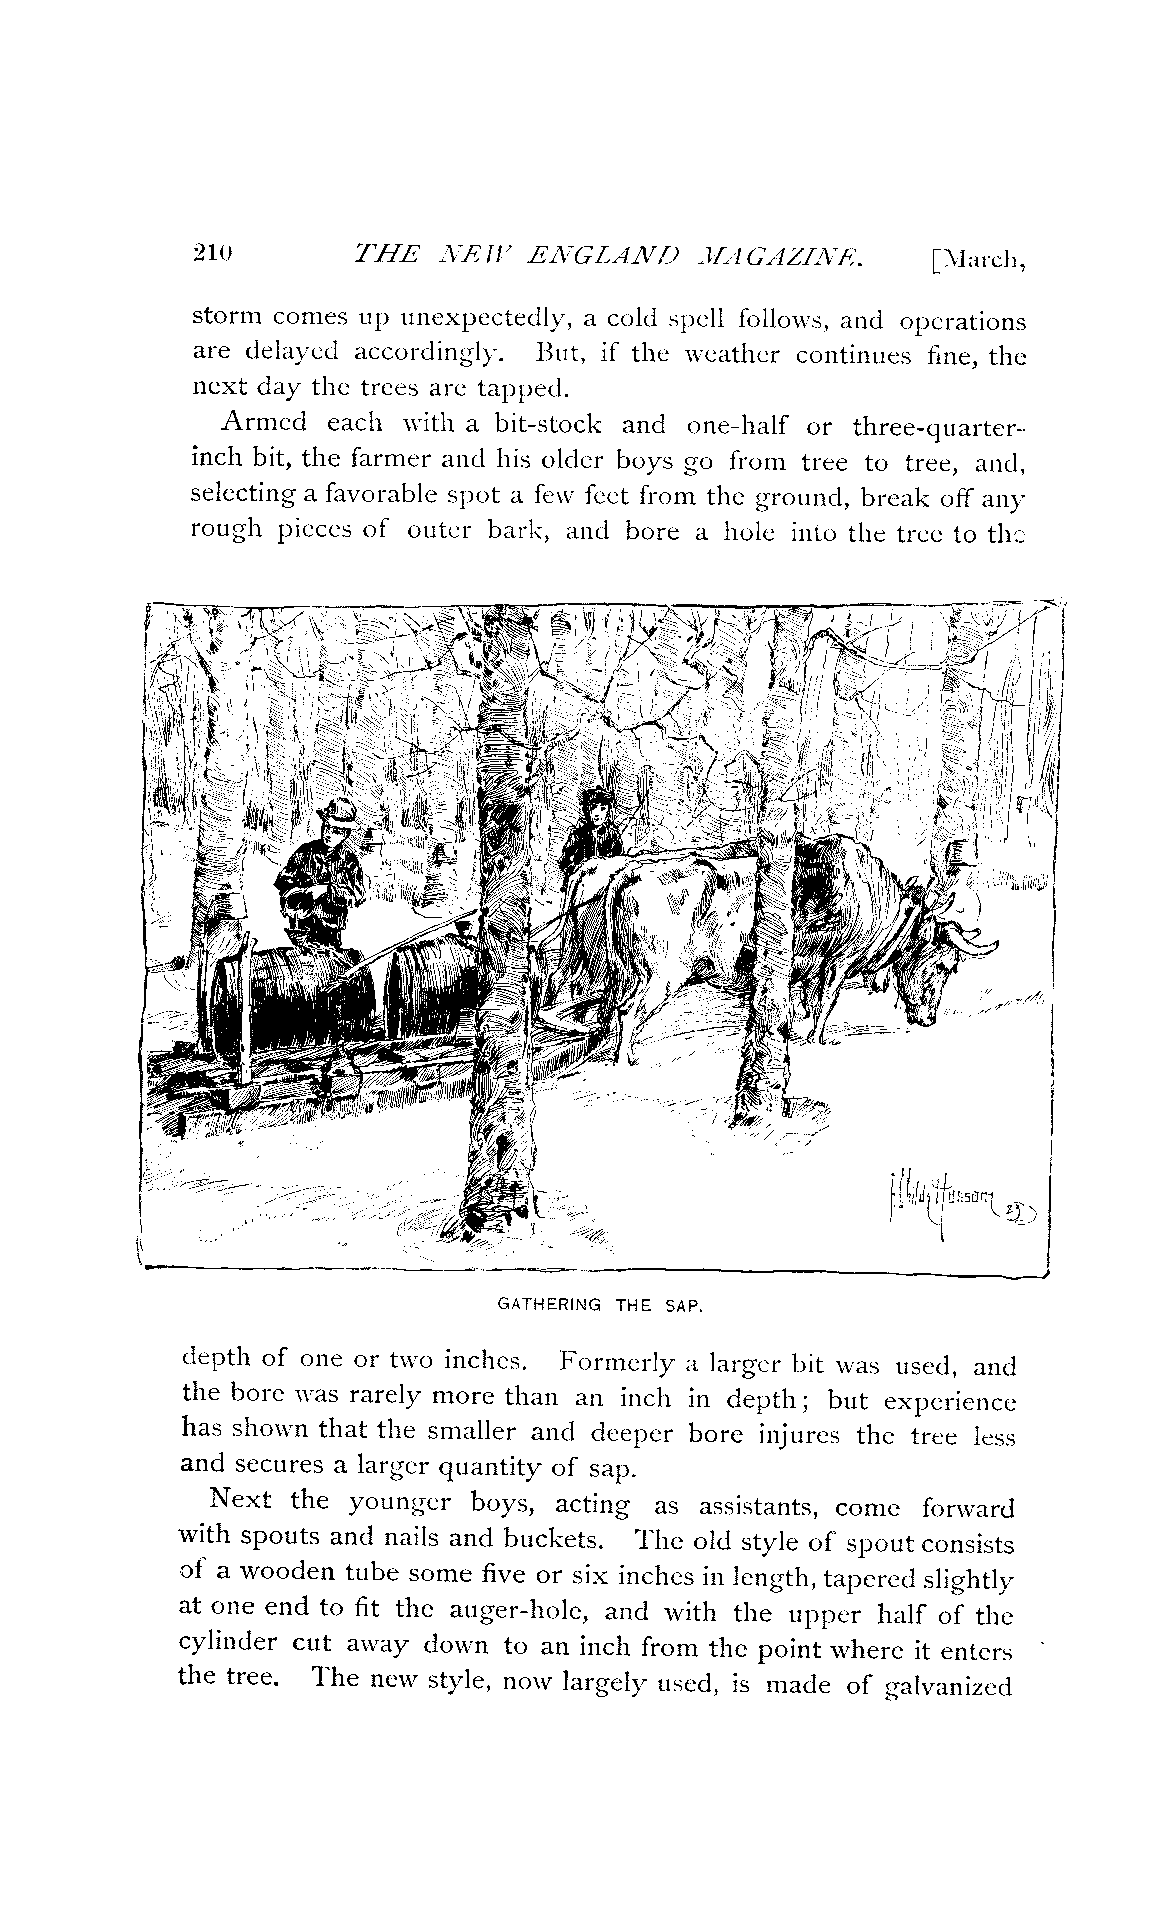 210 THE NEW ENGLAND MAGAZINE. [March,
storm comes up unexpectedly, a cold spell follows, and operations
are delayed accordingly. But, if the weather continues fine, the
next day the trees are tapped.
Armed each with a bit-stock and one-half or three-quarter-
inch bit, the farmer and his older boys go from tree to tree, and,
selecting a favorable spot a few feet from the ground, break off any
rough pieces of outer bark, and bore a hole into the tree to the
GATHERING THE SAP.
depth of one or two inches. Formerly a larger bit was used, and
the bore was rarely more than an inch in depth; but experience
has shown that the smaller and deeper bore injures the tree less
and secures a larger quantity of sap.
Next the younger boys, acting as assistants, come forward
with spouts and nails and buckets. The old style of spout consists
of a wooden tube some five or six inches in length, tapered slightly
at one end to fit the auger-hole, and with the upper half of the
cylinder cut away down to an inch from the point where it enters
the tree. The new style, now largely used, is made of galvanized